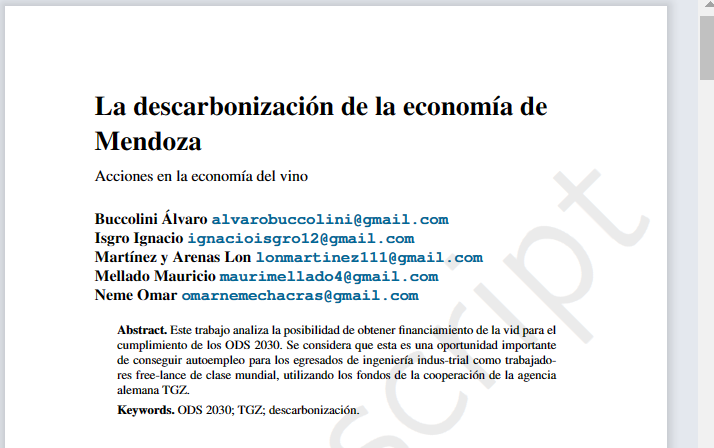 La descarbonización de la economía de
Mendoza
Acciones en la economía del vino
Buccolini Álvaro alvarobuccolini@gmail.com
Isgro Ignacio ignacioisgro12@gmail.com
Martínez y Arenas Lon lonmartinez111@gmail.com
Mellado Mauricio maurimellado4@gmail.com
Neme Omar omarnemechacras@gmail.com
Abstract. Este trabajo analiza la posibilidad de obtener financiamiento de la vid para el
cumplimiento de los ODS 2030. Se considera que esta es una oportunidad importante
de conseguir autoempleo para los egresados de ingeniería indus-trial como trabajado-
res free-lance de clase mundial, utilizando los fondos de la cooperación de la agencia
alemana TGZ.
Keywords. ODS 2030; TGZ; descarbonización.
script